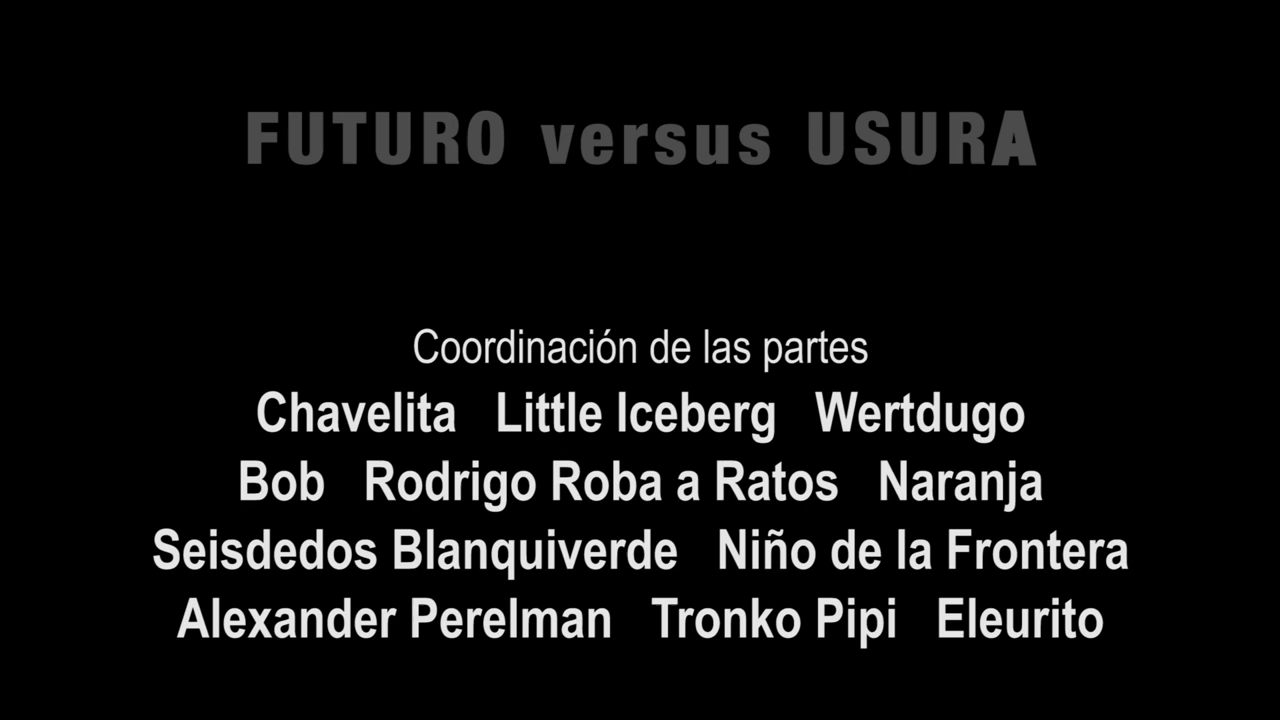 FUTURO versus USURA
Coordinación de las partes
Chavelita Little Iceberg Wertdugo
Bob Rodrigo Roba a Ratos Naranja
Seisdedos Blanquiverde Niño de la Frontera
Alexander Perelman Tronko Pipi Eleurito